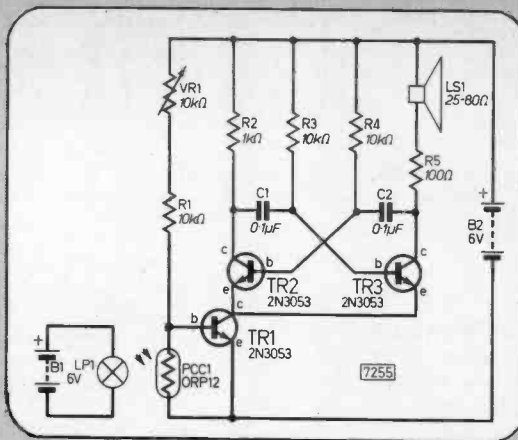 VR1
10kΩ
R1
10kΩ
R2
1kΩ
R3
10kΩ
R4
10kΩ
LS1
25-80Ω
R5
100Ω
C1
0·1µF
C2
0·1µF
+
B2
6V
c
b
e
TR2
2N3053
c
b
e
TR3
2N3053
b
c
e
TR1
2N3053
+
B1
6V
LP1
PCC1
ORP12
7255